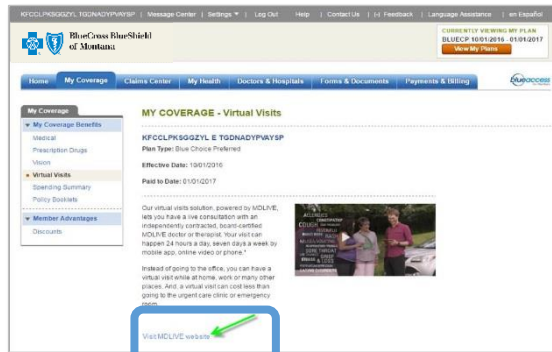 KFCCLPKSGGZYL TGDNADYPVAYSP | Message Center | Settings ▼ | Log Out Help | Contact Us | [+] Feedback | Language Assistance | en Español
BlueCross BlueShield
of Montana
CURRENTLY VIEWING MY PLAN
BLUECP 10/01/2016 - 01/01/2017
View My Plans
Home My Coverage Claims Center My Health Doctors & Hospitals Forms & Documents Payments & Billing blueaccess
My Coverage
My Coverage Benefits
Medical
Prescription Drugs
Vision
Virtual Visits
Spending Summary
Policy Booklets
Member Advantages
Discounts
MY COVERAGE - Virtual Visits
KFCCLPKSGGZYL E TGDNADYPVAYSP
Plan Type: Blue Choice Preferred
Effective Date: 10/01/2016
Paid to Date: 01/01/2017
Our virtual visits solution, powered by MDLIVE,
lets you have a live consultation with an
independently contracted, board-certified
MDLIVE doctor or therapist. Your visit can
happen 24 hours a day, seven days a week by
mobile app, online video or phone.*
Instead of going to the office, you can have a
virtual visit while at home, work or many other
places. And, a virtual visit can cost less than
going to the urgent care clinic or emergency
room.
ALLERGIES
COUGH
FEVER
SORE THROAT
Visit MDLIVE website